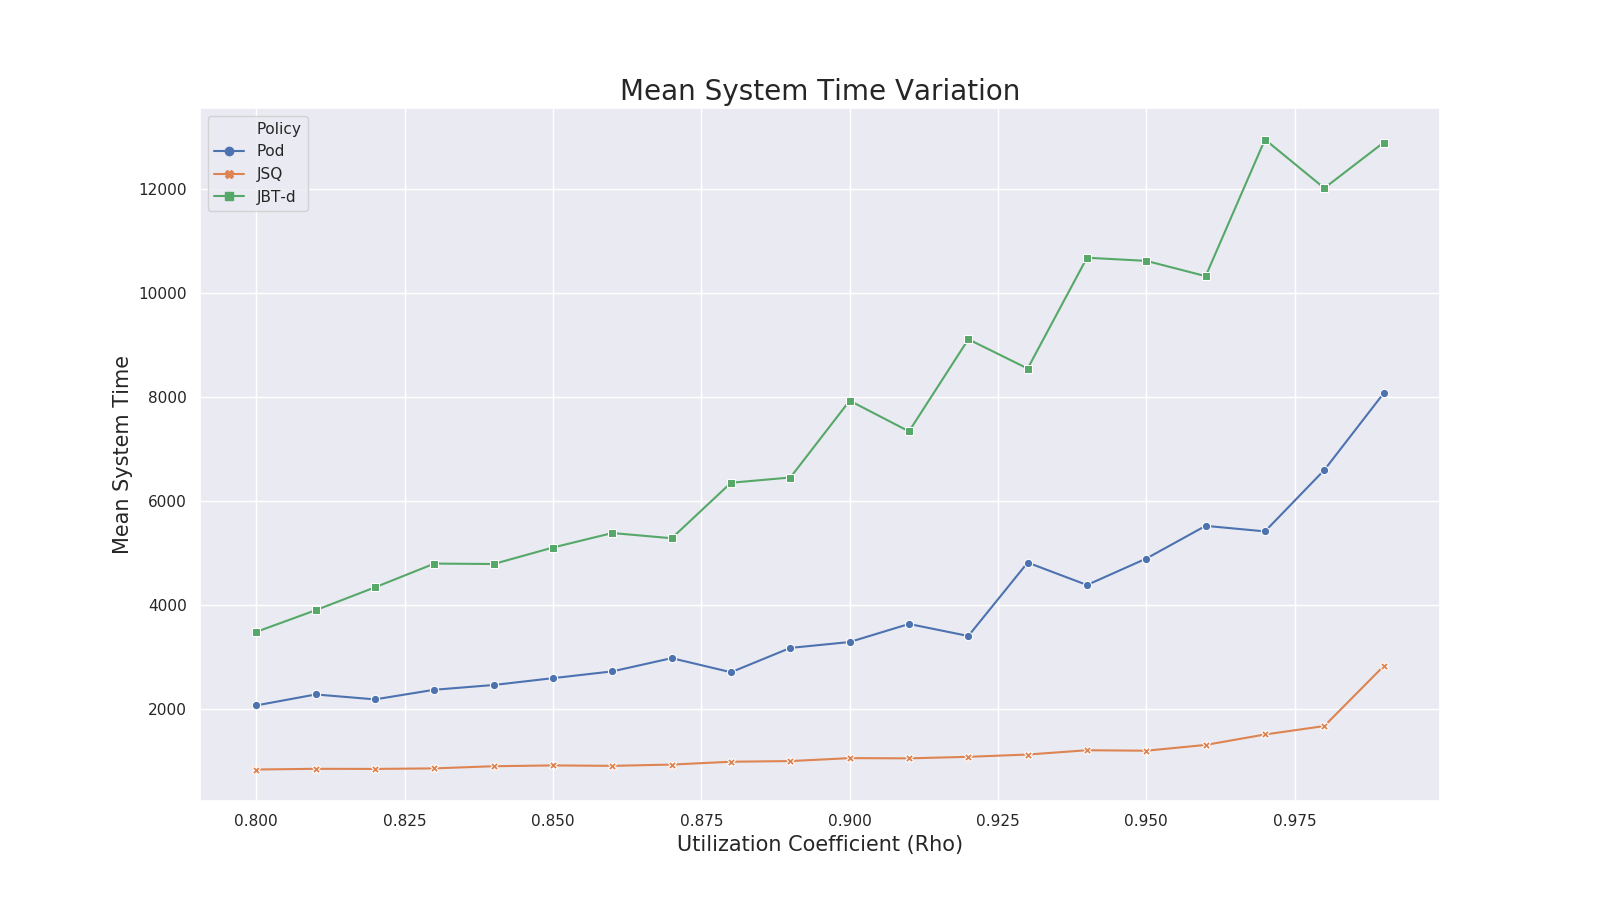 Mean System Time Variation
Policy
Pod
JSQ
JBT-d
12000
10000
8000
6000
4000
2000
Mean System Time
0.800 0.825 0.850 0.875 0.900 0.925 0.950 0.975
Utilization Coefficient (Rho)